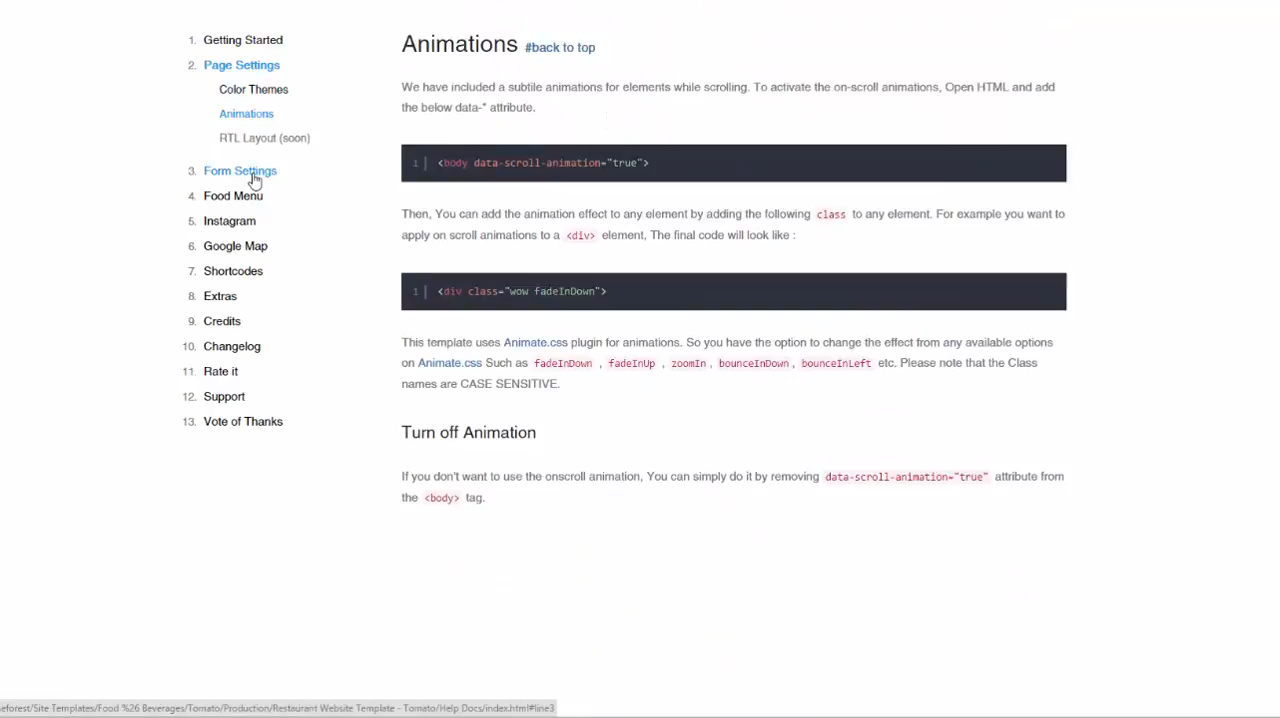 1. Getting Started
2. Page Settings
Color Themes
Animations
RTL Layout (soon)
3. Form Settings
4. Food Menu
5. Instagram
6. Google Map
7. Shortcodes
8. Extras
9. Credits
10. Changelog
11. Rate it
12. Support
13. Vote of Thanks
Animations #back to top
We have included a subtile animations for elements while scrolling. To activate the on-scroll animations, Open HTML and add
the below data-* attribute.
1 <body data-scroll-animation="true">
Then, You can add the animation effect to any element by adding the following class to any element. For example you want to
apply on scroll animations to a <div> element, The final code will look like :
1 <div class="wow fadeInDown">
This template uses Animate.css plugin for animations. So you have the option to change the effect from any available options
on Animate.css Such as fadeInDown , fadeInUp , zoomIn , bounceInDown , bounceInLeft etc. Please note that the Class
names are CASE SENSITIVE.
Turn off Animation
If you don't want to use the onscroll animation, You can simply do it by removing data-scroll-animation="true" attribute from
the <body> tag.
eforest/Site Templates/Food %26 Beverages/Tomato/Production/Restaurant Website Template - Tomato/Help Docs/index.html#line3